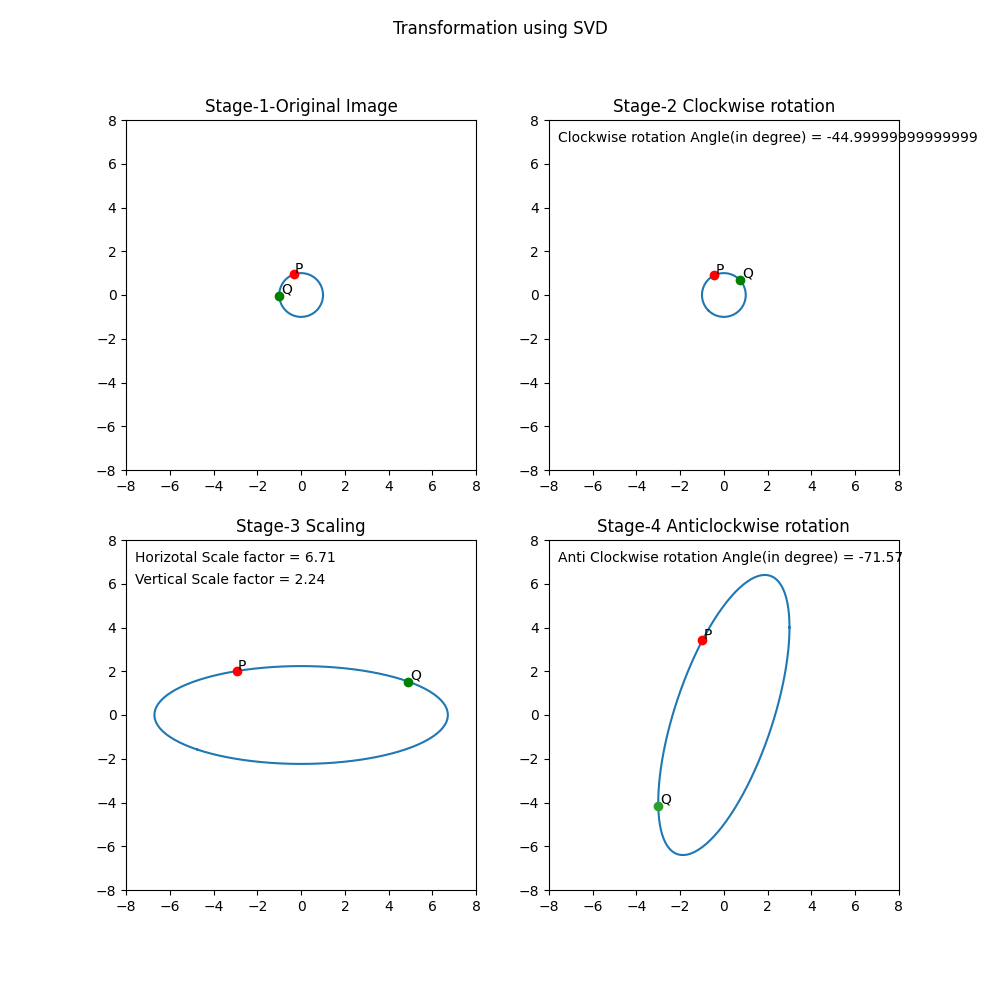 Transformation using SVD
Stage-1-Original Image
8
6
4
2
0
−2
−4
−6
−8
P
Q
−8 −6 −4 −2 0 2 4 6 8
Stage-2 Clockwise rotation
Clockwise rotation Angle(in degree) = -44.99999999999999
8
6
4
2
0
−2
−4
−6
−8
P
Q
−8 −6 −4 −2 0 2 4 6 8
Stage-3 Scaling
Horizotal Scale factor = 6.71
Vertical Scale factor = 2.24
8
6
4
2
0
−2
−4
−6
−8
P
Q
−8 −6 −4 −2 0 2 4 6 8
Stage-4 Anticlockwise rotation
Anti Clockwise rotation Angle(in degree) = -71.57
8
6
4
2
0
−2
−4
−6
−8
P
Q
−8 −6 −4 −2 0 2 4 6 8